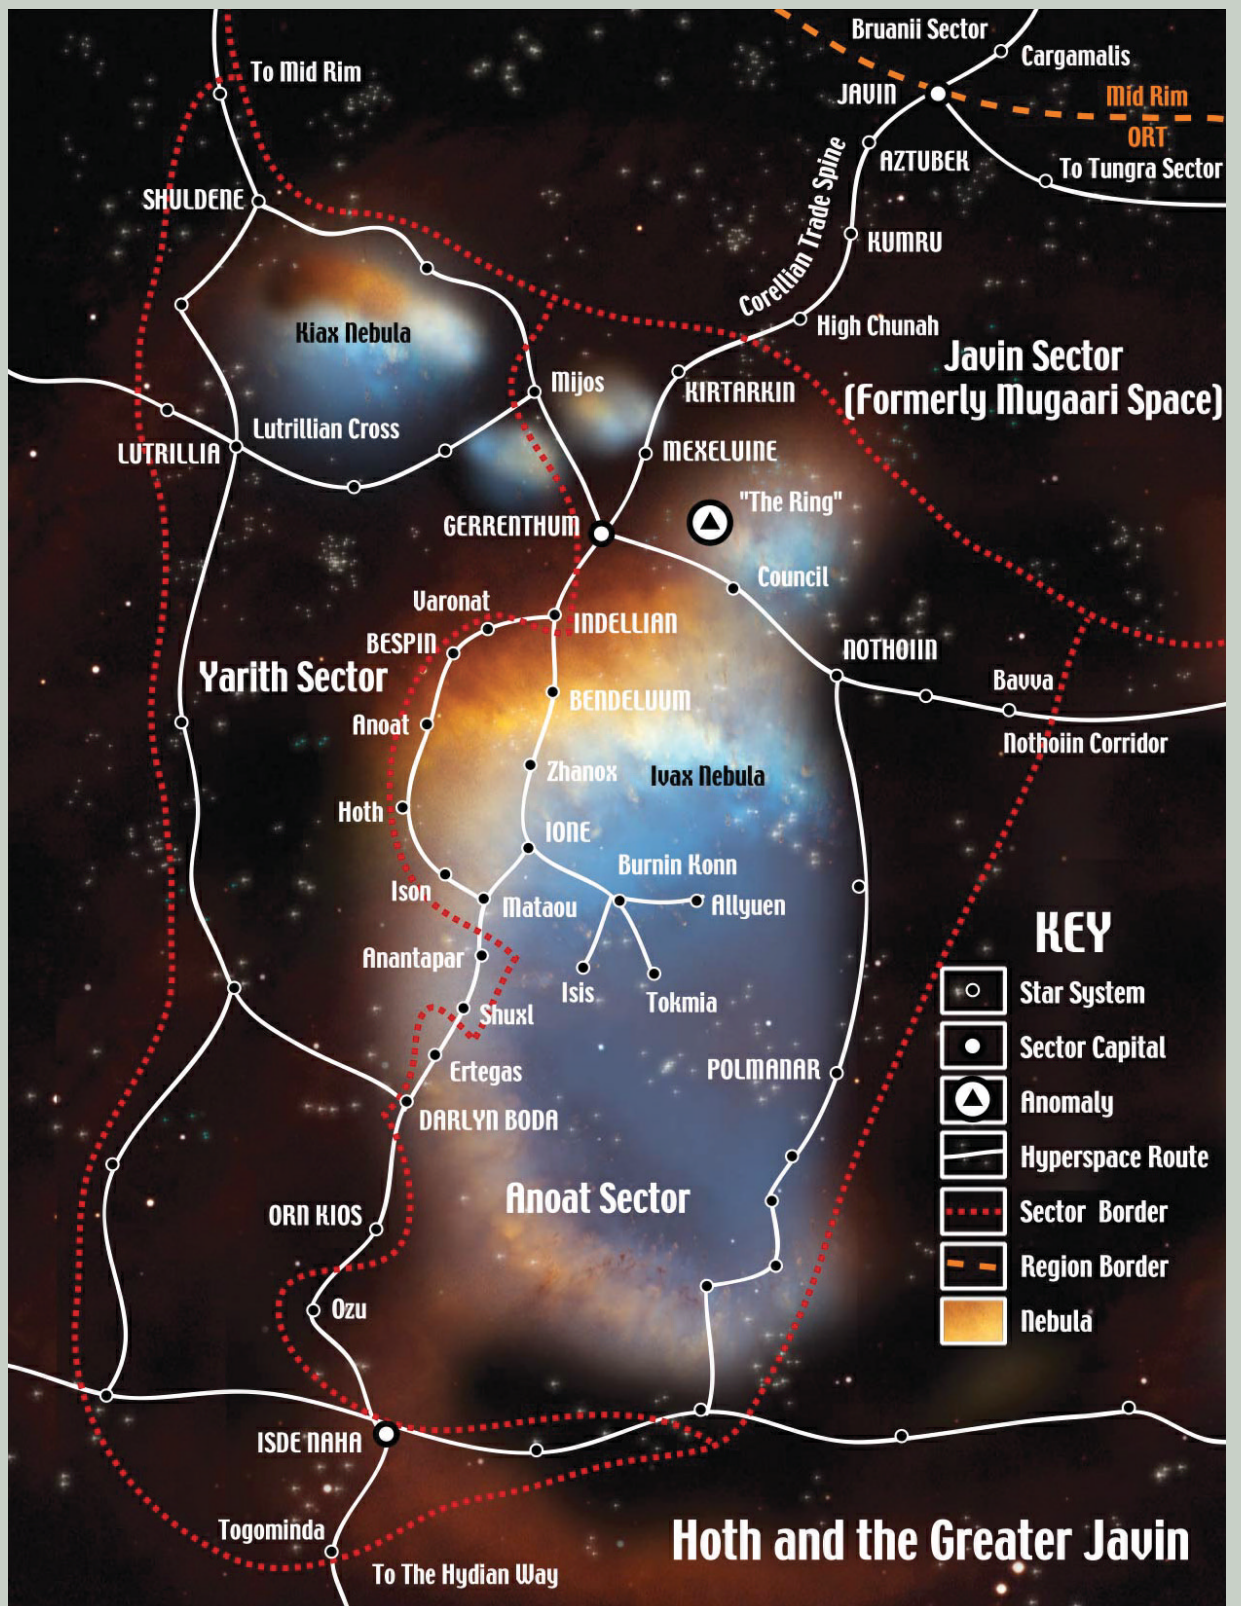 Bruanii Sector
Cargamalis
To Mid Rim
JAVIN
Mid Rim
ORT
AZTUBEK
To Tungra Sector
SHULDENE
Corellian Trade Spine
KUMRU
High Chunah
Kiax Nebula
Javin Sector
(Formerly Mugaari Space)
Mijos
KIRTARKIN
Lutrillian Cross
LUTRILLIA
MEXELUINE
"The Ring"
GERRENTHUM
Council
Varonat
INDELLIAN
BESPIN
NOTHOIIN
Yarith Sector
Bavva
BENDELUUM
Anoat
Nothoiin Corridor
Zhanox
Ivax Nebula
Hoth
IONE
Burnin Konn
Ison
Mataou
Allyuen
KEY
Anantapar
Isis
Tokmia
Star System
Shuxl
Sector Capital
Ertegas
POLMANAR
Anomaly
DARLYN BODA
Hyperspace Route
Anoat Sector
ORN KIOS
Sector Border
Region Border
Ozu
Nebula
ISDE NAHA
Togominda
Hoth and the Greater Javin
To The Hydian Way